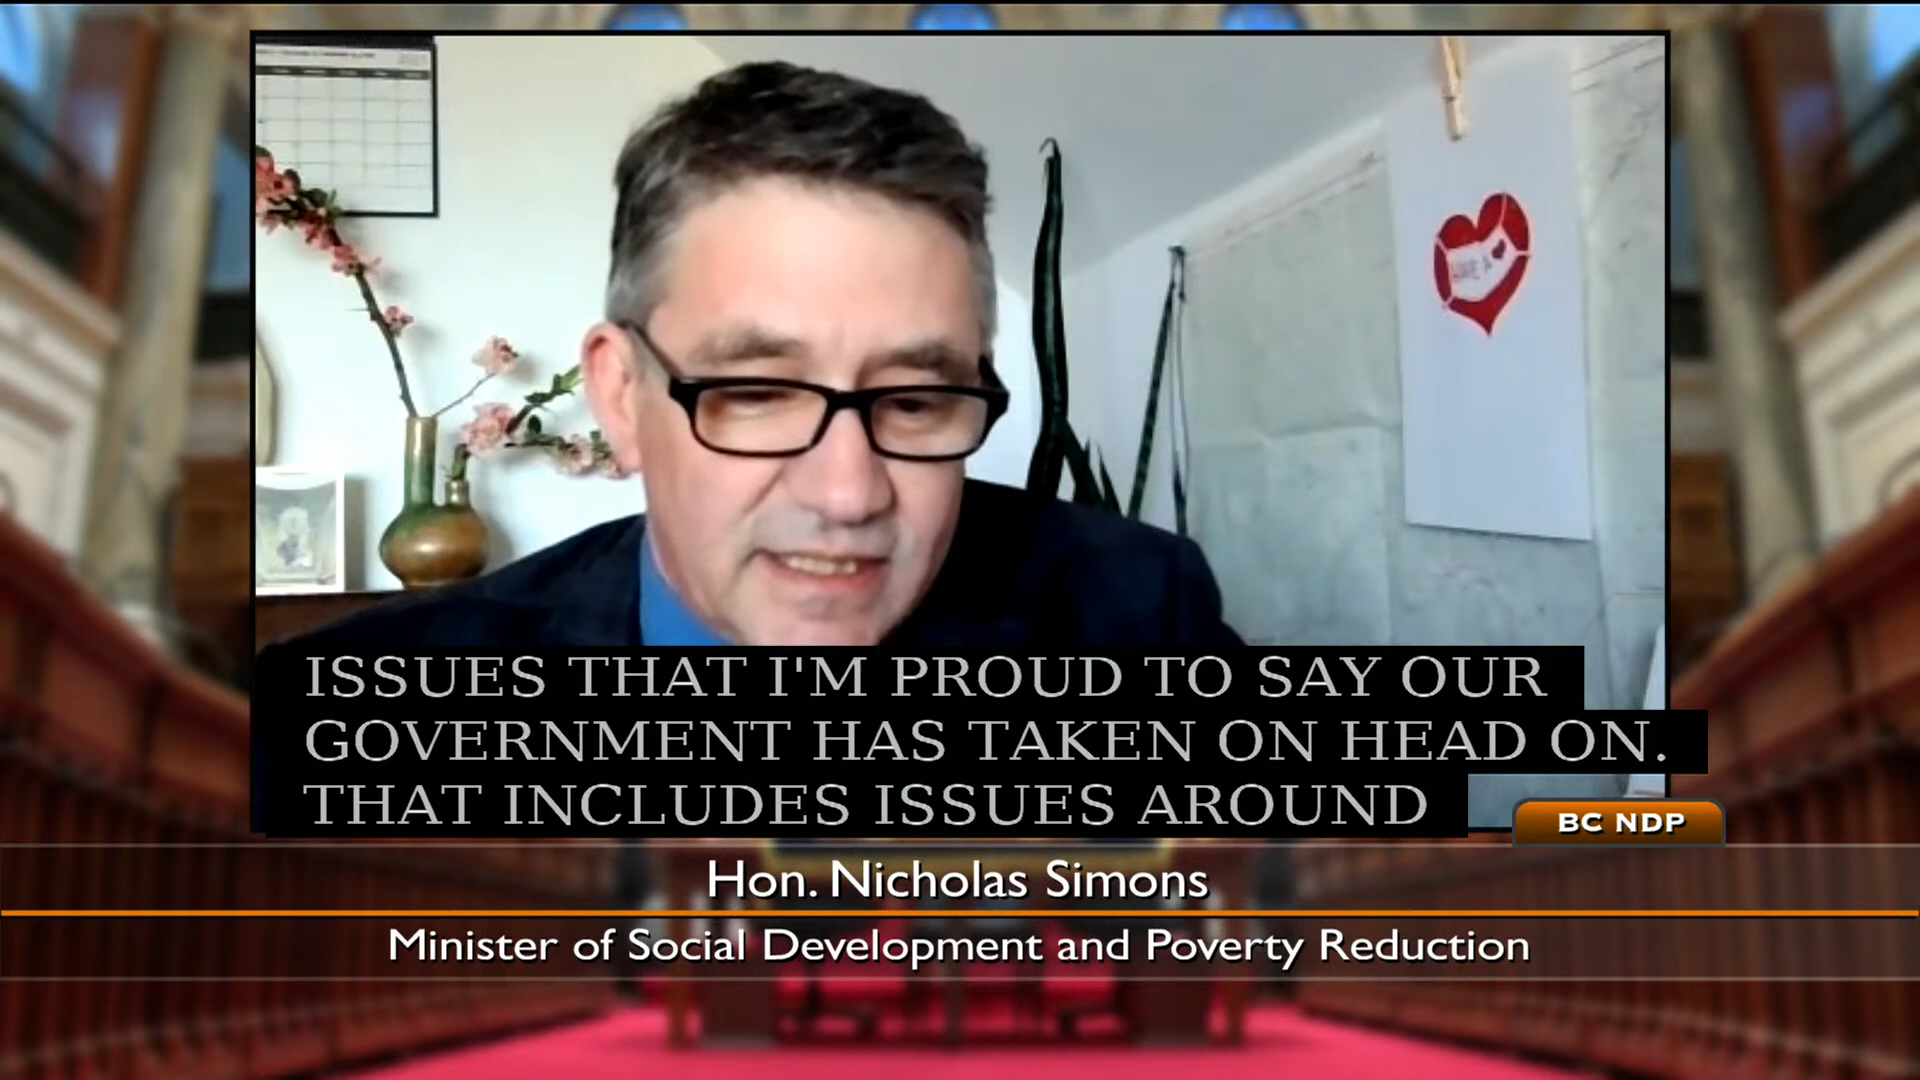 ISSUES THAT I'M PROUD TO SAY OUR
GOVERNMENT HAS TAKEN ON HEAD ON.
THAT INCLUDES ISSUES AROUND
BC NDP
Hon. Nicholas Simons
Minister of Social Development and Poverty Reduction